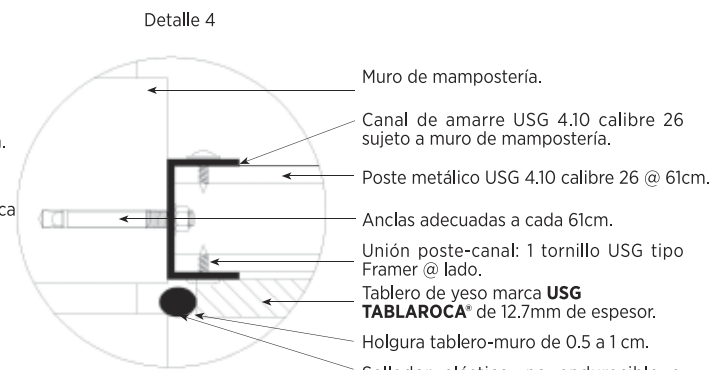 Detalle 4
Muro de mampostería.
Canal de amarre USG 4.10 calibre 26
sujeto a muro de mampostería.
Poste metálico USG 4.10 calibre 26 @ 61cm.
Anclas adecuadas a cada 61cm.
Unión poste-canal: 1 tornillo USG tipo
Framer @ lado.
Tablero de yeso marca USG
TABLAROCA® de 12.7mm de espesor.
Holgura tablero-muro de 0.5 a 1 cm.